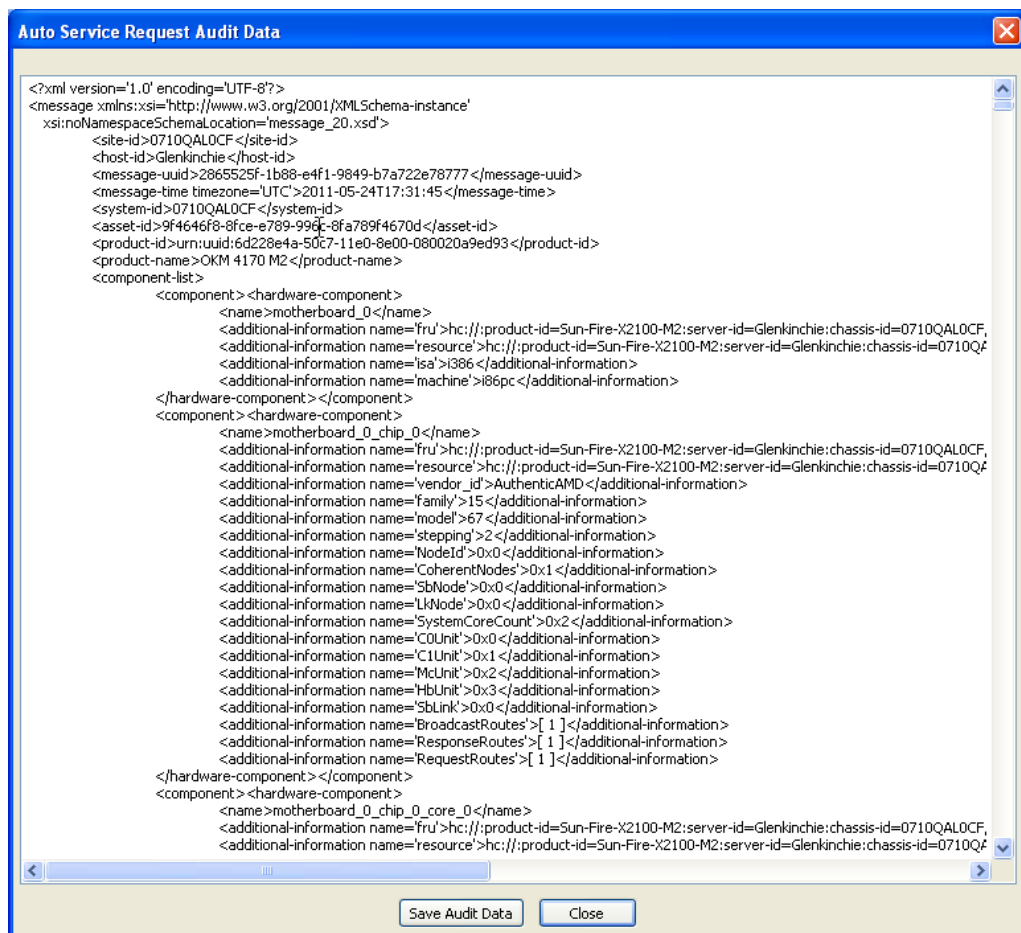 Auto Service Request Audit Data
<?xml version='1.0' encoding='UTF-8'?>
<message xmlns:xsi='http://www.w3.org/2001/XMLSchema-instance'
xsi:noNamespaceSchemaLocation='message_20.xsd'>
<site-id>0710QAL0CF</site-id>
<host-id>Glenkinchie</host-id>
<message-uuid>2865525f-1b88-e4f1-9849-b7a722e78777</message-uuid>
<message-time timezone='UTC'>2011-05-24T17:31:45</message-time>
<system-id>0710QAL0CF</system-id>
<asset-id>9f4646f8-8fce-e789-996c-8fa789f4670d</asset-id>
<product-id>urn:uuid:6d228e4a-50c7-11e0-8e00-080020a9ed93</product-id>
<product-name>OKM 4170 M2</product-name>
<component-list>
<component><hardware-component>
<name>motherboard_0</name>
<additional-information name='fru'>hc://:product-id=Sun-Fire-X2100-M2:server-id=Glenkinchie:chassis-id=0710QAL0CF,
<additional-information name='resource'>hc://:product-id=Sun-Fire-X2100-M2:server-id=Glenkinchie:chassis-id=0710QA
<additional-information name='isa'>i386</additional-information>
<additional-information name='machine'>i86pc</additional-information>
</hardware-component></component>
<component><hardware-component>
<name>motherboard_0_chip_0</name>
<additional-information name='fru'>hc://:product-id=Sun-Fire-X2100-M2:server-id=Glenkinchie:chassis-id=0710QAL0CF,
<additional-information name='resource'>hc://:product-id=Sun-Fire-X2100-M2:server-id=Glenkinchie:chassis-id=0710QA
<additional-information name='vendor_id'>AuthenticAMD</additional-information>
<additional-information name='family'>15</additional-information>
<additional-information name='model'>67</additional-information>
<additional-information name='stepping'>2</additional-information>
<additional-information name='NodeId'>0x0</additional-information>
<additional-information name='CoherentNodes'>0x1</additional-information>
<additional-information name='SbNode'>0x0</additional-information>
<additional-information name='LkNode'>0x0</additional-information>
<additional-information name='SystemCoreCount'>0x2</additional-information>
<additional-information name='C0Unit'>0x0</additional-information>
<additional-information name='C1Unit'>0x1</additional-information>
<additional-information name='McUnit'>0x2</additional-information>
<additional-information name='HbUnit'>0x3</additional-information>
<additional-information name='SbLink'>0x0</additional-information>
<additional-information name='BroadcastRoutes'>[ 1 ]</additional-information>
<additional-information name='ResponseRoutes'>[ 1 ]</additional-information>
<additional-information name='RequestRoutes'>[ 1 ]</additional-information>
</hardware-component></component>
<component><hardware-component>
<name>motherboard_0_chip_0_core_0</name>
<additional-information name='fru'>hc://:product-id=Sun-Fire-X2100-M2:server-id=Glenkinchie:chassis-id=0710QAL0CF,
<additional-information name='resource'>hc://:product-id=Sun-Fire-X2100-M2:server-id=Glenkinchie:chassis-id=0710QA
Save Audit Data Close